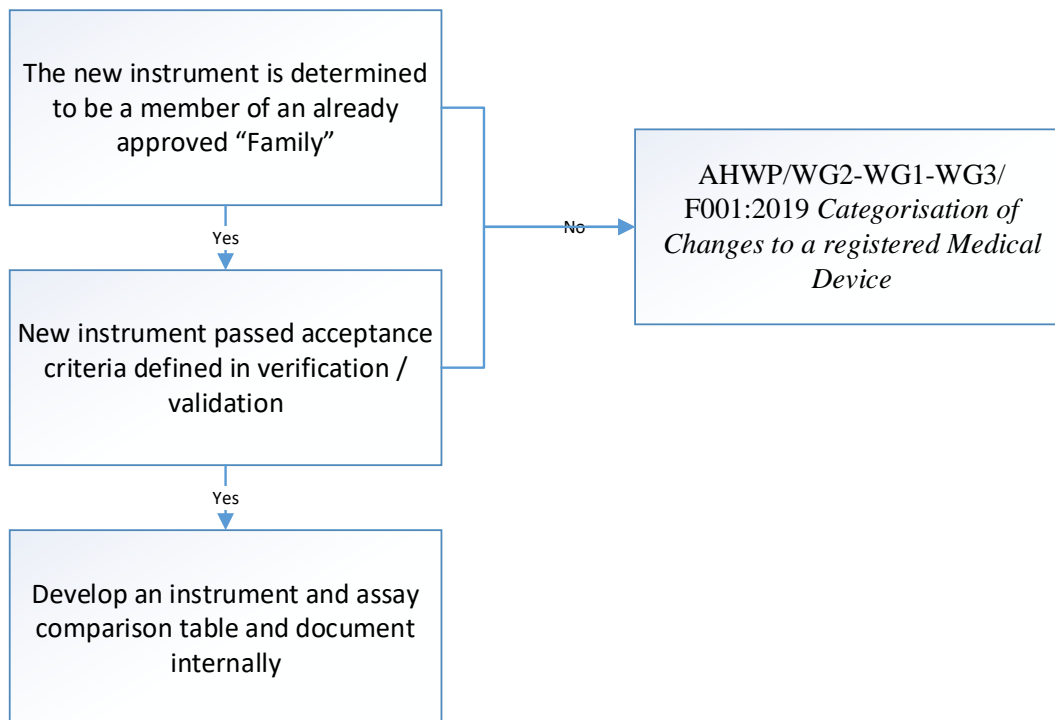 The new instrument is determined
to be a member of an already
approved “Family”
Yes
No
AHWP/WG2-WG1-WG3/
F001:2019 Categorisation of
Changes to a registered Medical
Device
New instrument passed acceptance
criteria defined in verification /
validation
Yes
Develop an instrument and assay
comparison table and document
internally